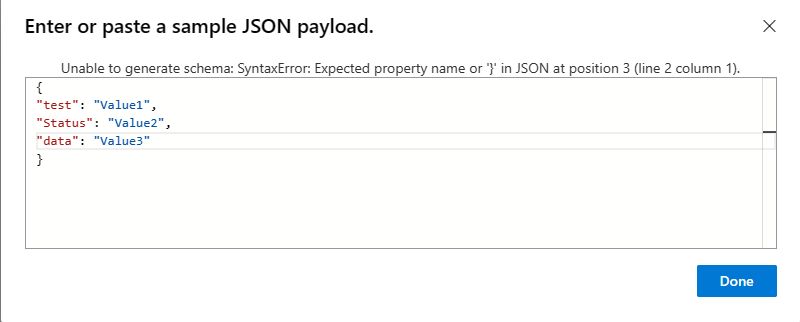 Enter or paste a sample JSON payload.
Unable to generate schema: SyntaxError: Expected property name or '}' in JSON at position 3 (line 2 column 1).
{
"test": "Value1",
"Status": "Value2",
"data": "Value3"
}
Done